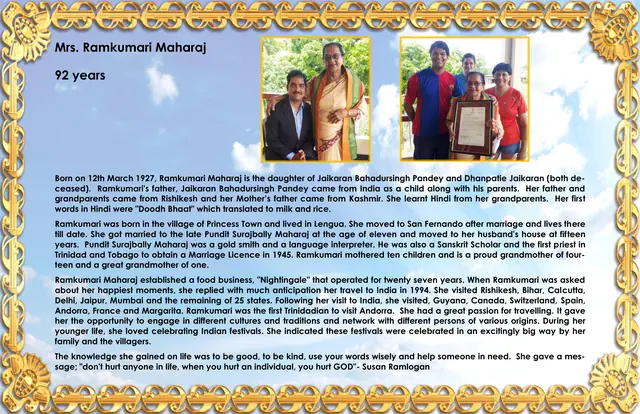 Mrs. Ramkumari Maharaj
92 years
Born on 12th March 1927, Ramkumari Maharaj is the daughter of Jaikaran Bahadursingh Pandey and Dhanpatie Jaikaran (both de-
ceased). Ramkumari's father, Jaikaran Bahadursingh Pandey came from India as a child along with his parents. Her father and
grandparents came from Rishikesh and her Mother's father came from Kashmir. She learnt Hindi from her grandparents. Her first
words in Hindi were "Doodh Bhaat" which translated to milk and rice.
Ramkumari was born in the village of Princess Town and lived in Lengua. She moved to San Fernando after marriage and lives there
till date. She got married to the late Pundit Surajbally Maharaj at the age of eleven and moved to her husband's house at fifteen
years. Pundit Surajbally Maharaj was a gold smith and a language interpreter. He was also a Sanskrit Scholar and the first priest in
Trinidad and Tobago to obtain a Marriage Licence in 1945. Ramkumari mothered ten children and is a proud grandmother of four-
teen and a great grandmother of one.
Ramkumari Maharaj established a food business, "Nightingale" that operated for twenty seven years. When Ramkumari was asked
about her happiest moments, she replied with much anticipation her travel to India in 1994. She visited Rishikesh, Bihar, Calcutta,
Delhi, Jaipur, Mumbai and the remaining of 25 states. Following her visit to India, she visited, Guyana, Canada, Switzerland, Spain,
Andorra, France and Margarita. Ramkumari was the first Trinidadian to visit Andorra. She had a great passion for travelling. It gave
her the opportunity to engage in different cultures and traditions and network with different persons of various origins. During her
younger life, she loved celebrating Indian festivals. She indicated these festivals were celebrated in an excitingly big way by her
family and the villagers.
The knowledge she gained on life was to be good, to be kind, use your words wisely and help someone in need. She gave a mes-
sage; "don't hurt anyone in life, when you hurt an individual, you hurt GOD"- Susan Ramlogan